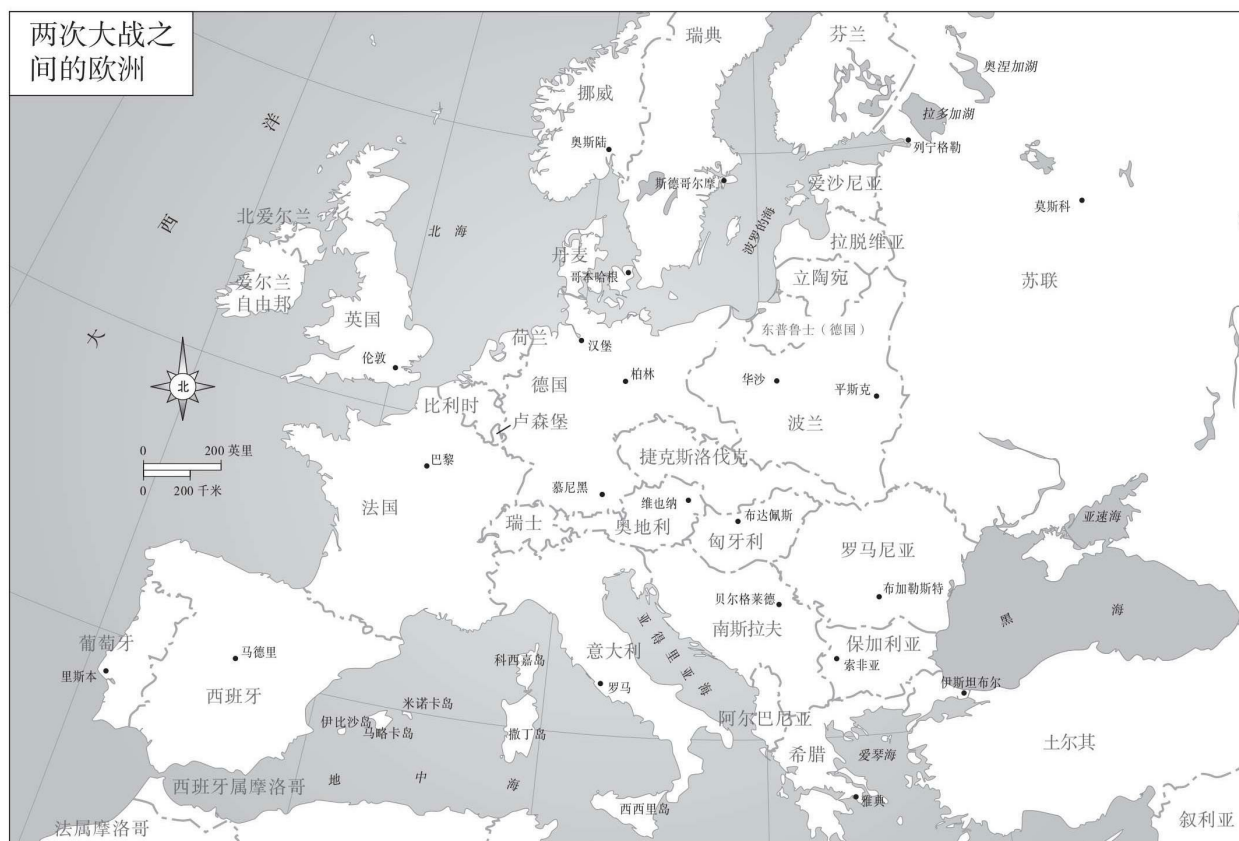 两次大战之
间的欧洲
瑞典
芬兰
奥涅加湖
挪威
拉多加湖
洋
奥斯陆
列宁格勒
斯德哥尔摩
爱沙尼亚
莫斯科
西
北爱尔兰
北 海
波罗的海
拉脱维亚
丹麦
哥本哈根
立陶宛
苏联
爱尔兰
自由邦
英国
大
荷兰
汉堡
东普鲁士（德国）
伦敦
北
德国
柏林
华沙
平斯克
比利时
卢森堡
波兰
0 200 英里
0 200 千米
巴黎
捷克斯洛伐克
慕尼黑
维也纳
法国
瑞士
奥地利
布达佩斯
匈牙利
亚速海
罗马尼亚
贝尔格莱德
布加勒斯特
南斯拉夫
黑 海
葡萄牙
里斯本
马德里
科西嘉岛
意大利
亚得里亚海
保加利亚
索非亚
罗马
伊斯坦布尔
西班牙
米诺卡岛
伊比沙岛
马略卡岛
撒丁岛
阿尔巴尼亚
希腊
爱琴海
土尔其
西班牙属摩洛哥
地 中 海
西西里岛
雅典
法属摩洛哥
叙利亚